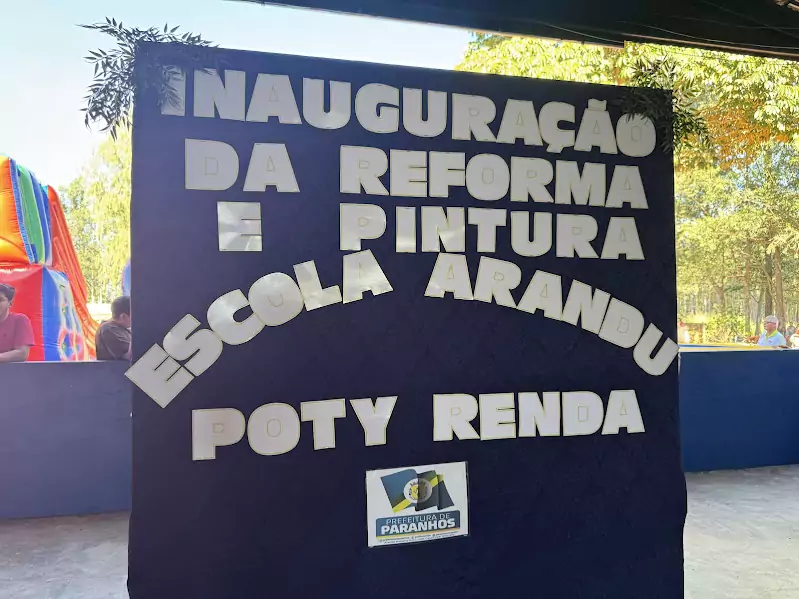 INAUGURAÇÃO
DA REFORMA
E PINTURA
ESCOLA ARANDU
POTY RENDA
PREFEITURA DE
PARANHOS